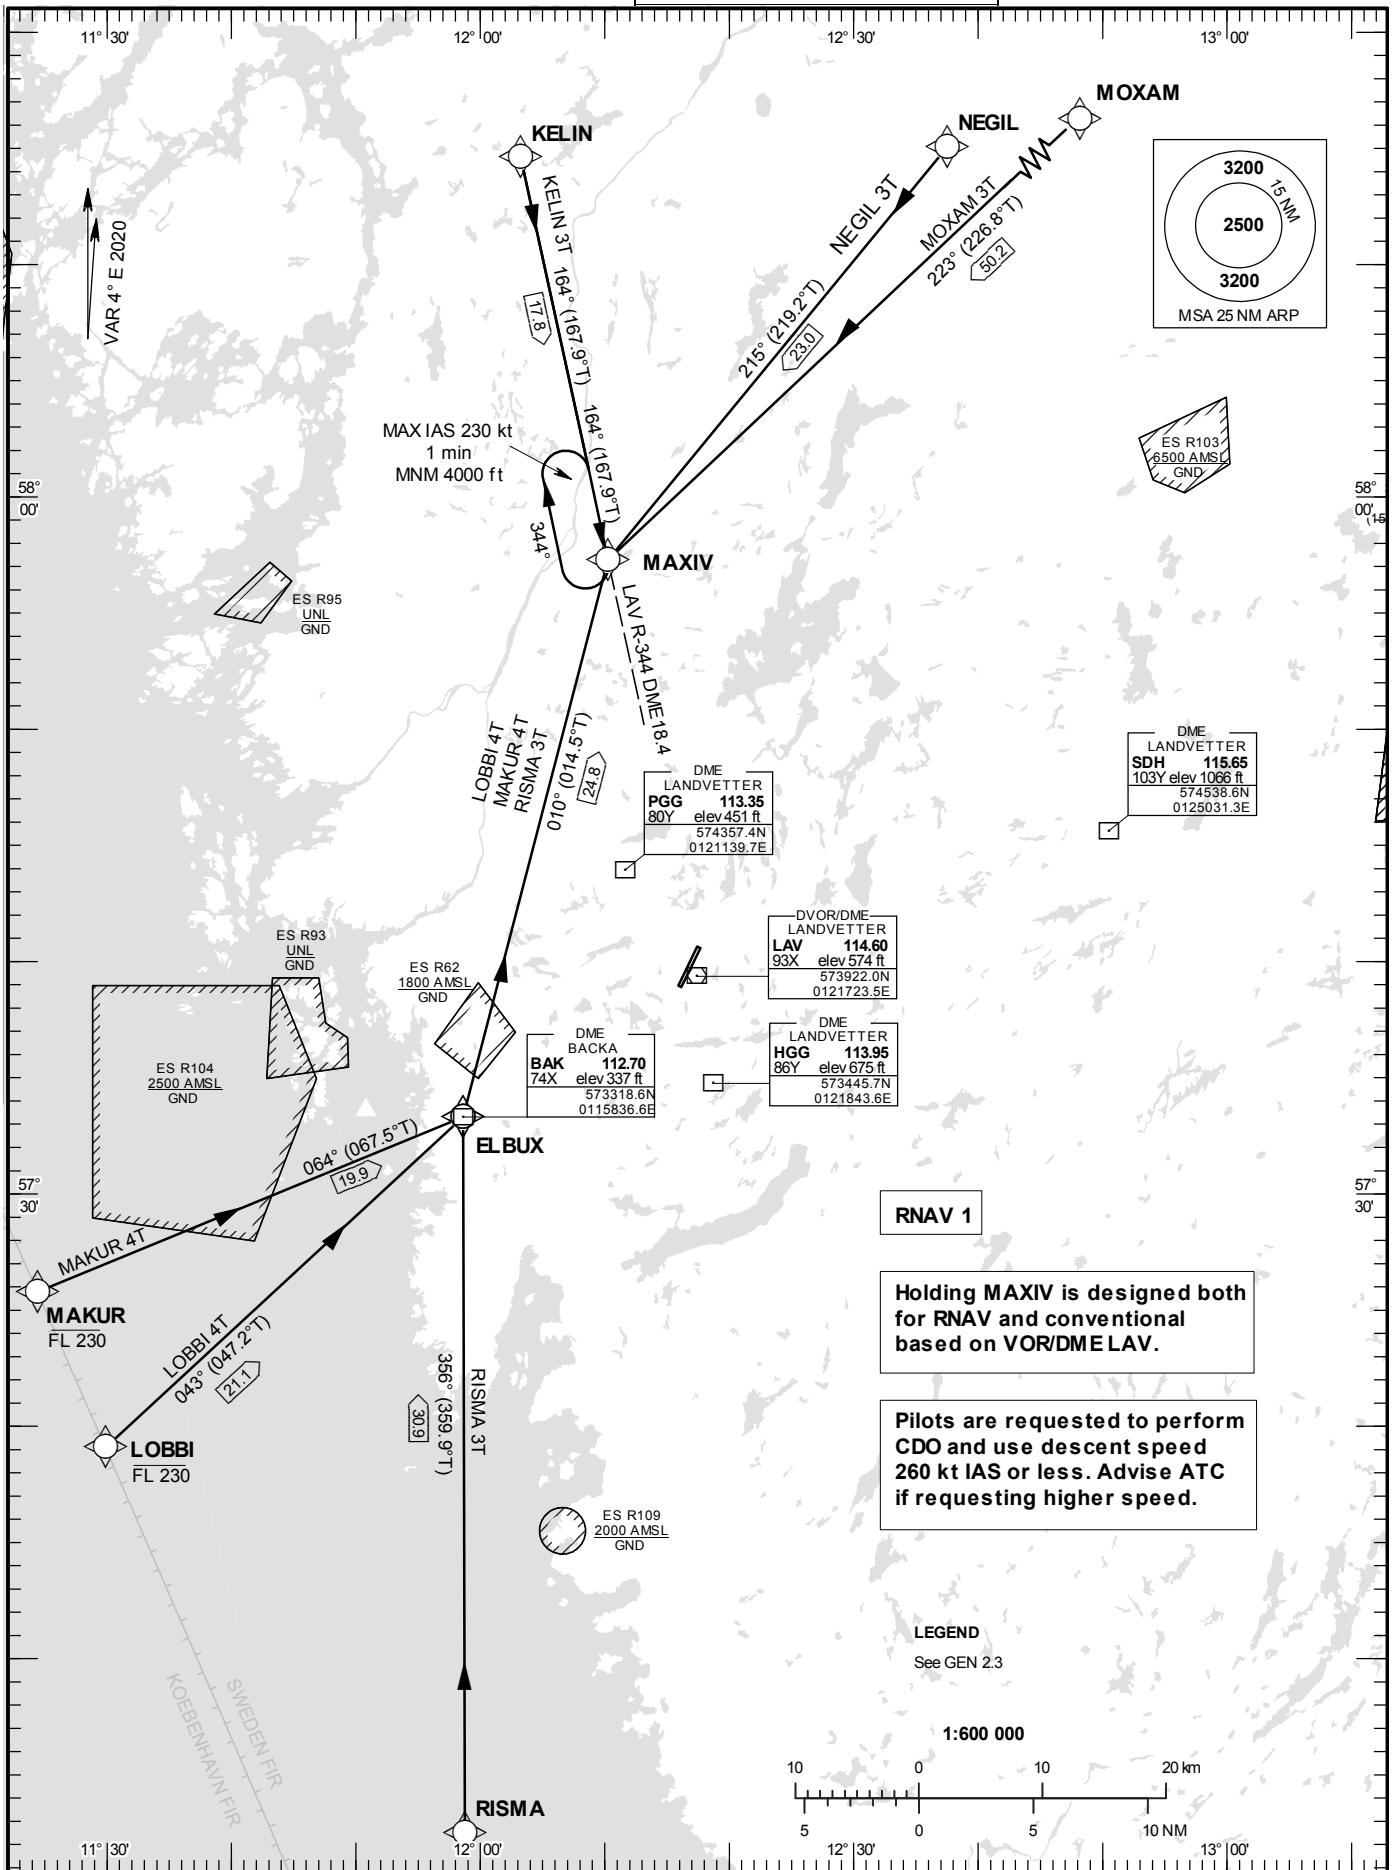 11° 30'
12° 00'
12° 30'
13° 00'
MOXAM
NEGIL
KELIN
3200
15 NM
2500
3200
MSA 25 NM ARP
VAR 4° E 2020
KELIN 3T 164° (167.9°T)
17.8
NEGIL 3T
215° (219.2°T)
23.0
MOXAM 3T
223° (226.8°T)
50.2
MAX IAS 230 kt
1 min
MNM 4000 ft
164° (167.9°T)
344°
ES R103
6500 AMSL
GND
58°
00'
58°
00'
(15
MAXIV
ES R95
UNL
GND
LAV R-344 DME 18.4
LOBBI 4T
MAKUR 4T
RISMA 3T
010° (014.5°T)
24.8
DME
LANDVETTER
PGG 113.35
80Y elev 451 ft
574357.4N
0121139.7E
DME
LANDVETTER
SDH 115.65
103Y elev 1066 ft
574538.6N
0125031.3E
DVOR/DME
LANDVETTER
LAV 114.60
93X elev 574 ft
573922.0N
0121723.5E
ES R93
UNL
GND
ES R62
1800 AMSL
GND
DME
BACKA
BAK 112.70
74X elev 337 ft
573318.6N
0115836.6E
DME
LANDVETTER
HGG 113.95
86Y elev 675 ft
573445.7N
0121843.6E
ES R104
2500 AMSL
GND
ELBUX
064° (067.5°T)
19.9
MAKUR 4T
57°
30'
57°
30'
RNAV 1
MAKUR
FL 230
LOBBI 4T
043° (047.2°T)
21.1
Holding MAXIV is designed both
for RNAV and conventional
based on VOR/DME LAV.
RISMA 3T
356° (359.9°T)
30.9
LOBBI
FL 230
Pilots are requested to perform
CDO and use descent speed
260 kt IAS or less. Advise ATC
if requesting higher speed.
ES R109
2000 AMSL
GND
LEGEND
See GEN 2.3
SWEDEN FIR
KOEBENHAVN FIR
1:600 000
10 0 10 20 km
5 0 5 10 NM
RISMA
11° 30'
12° 00'
12° 30'
13° 00'